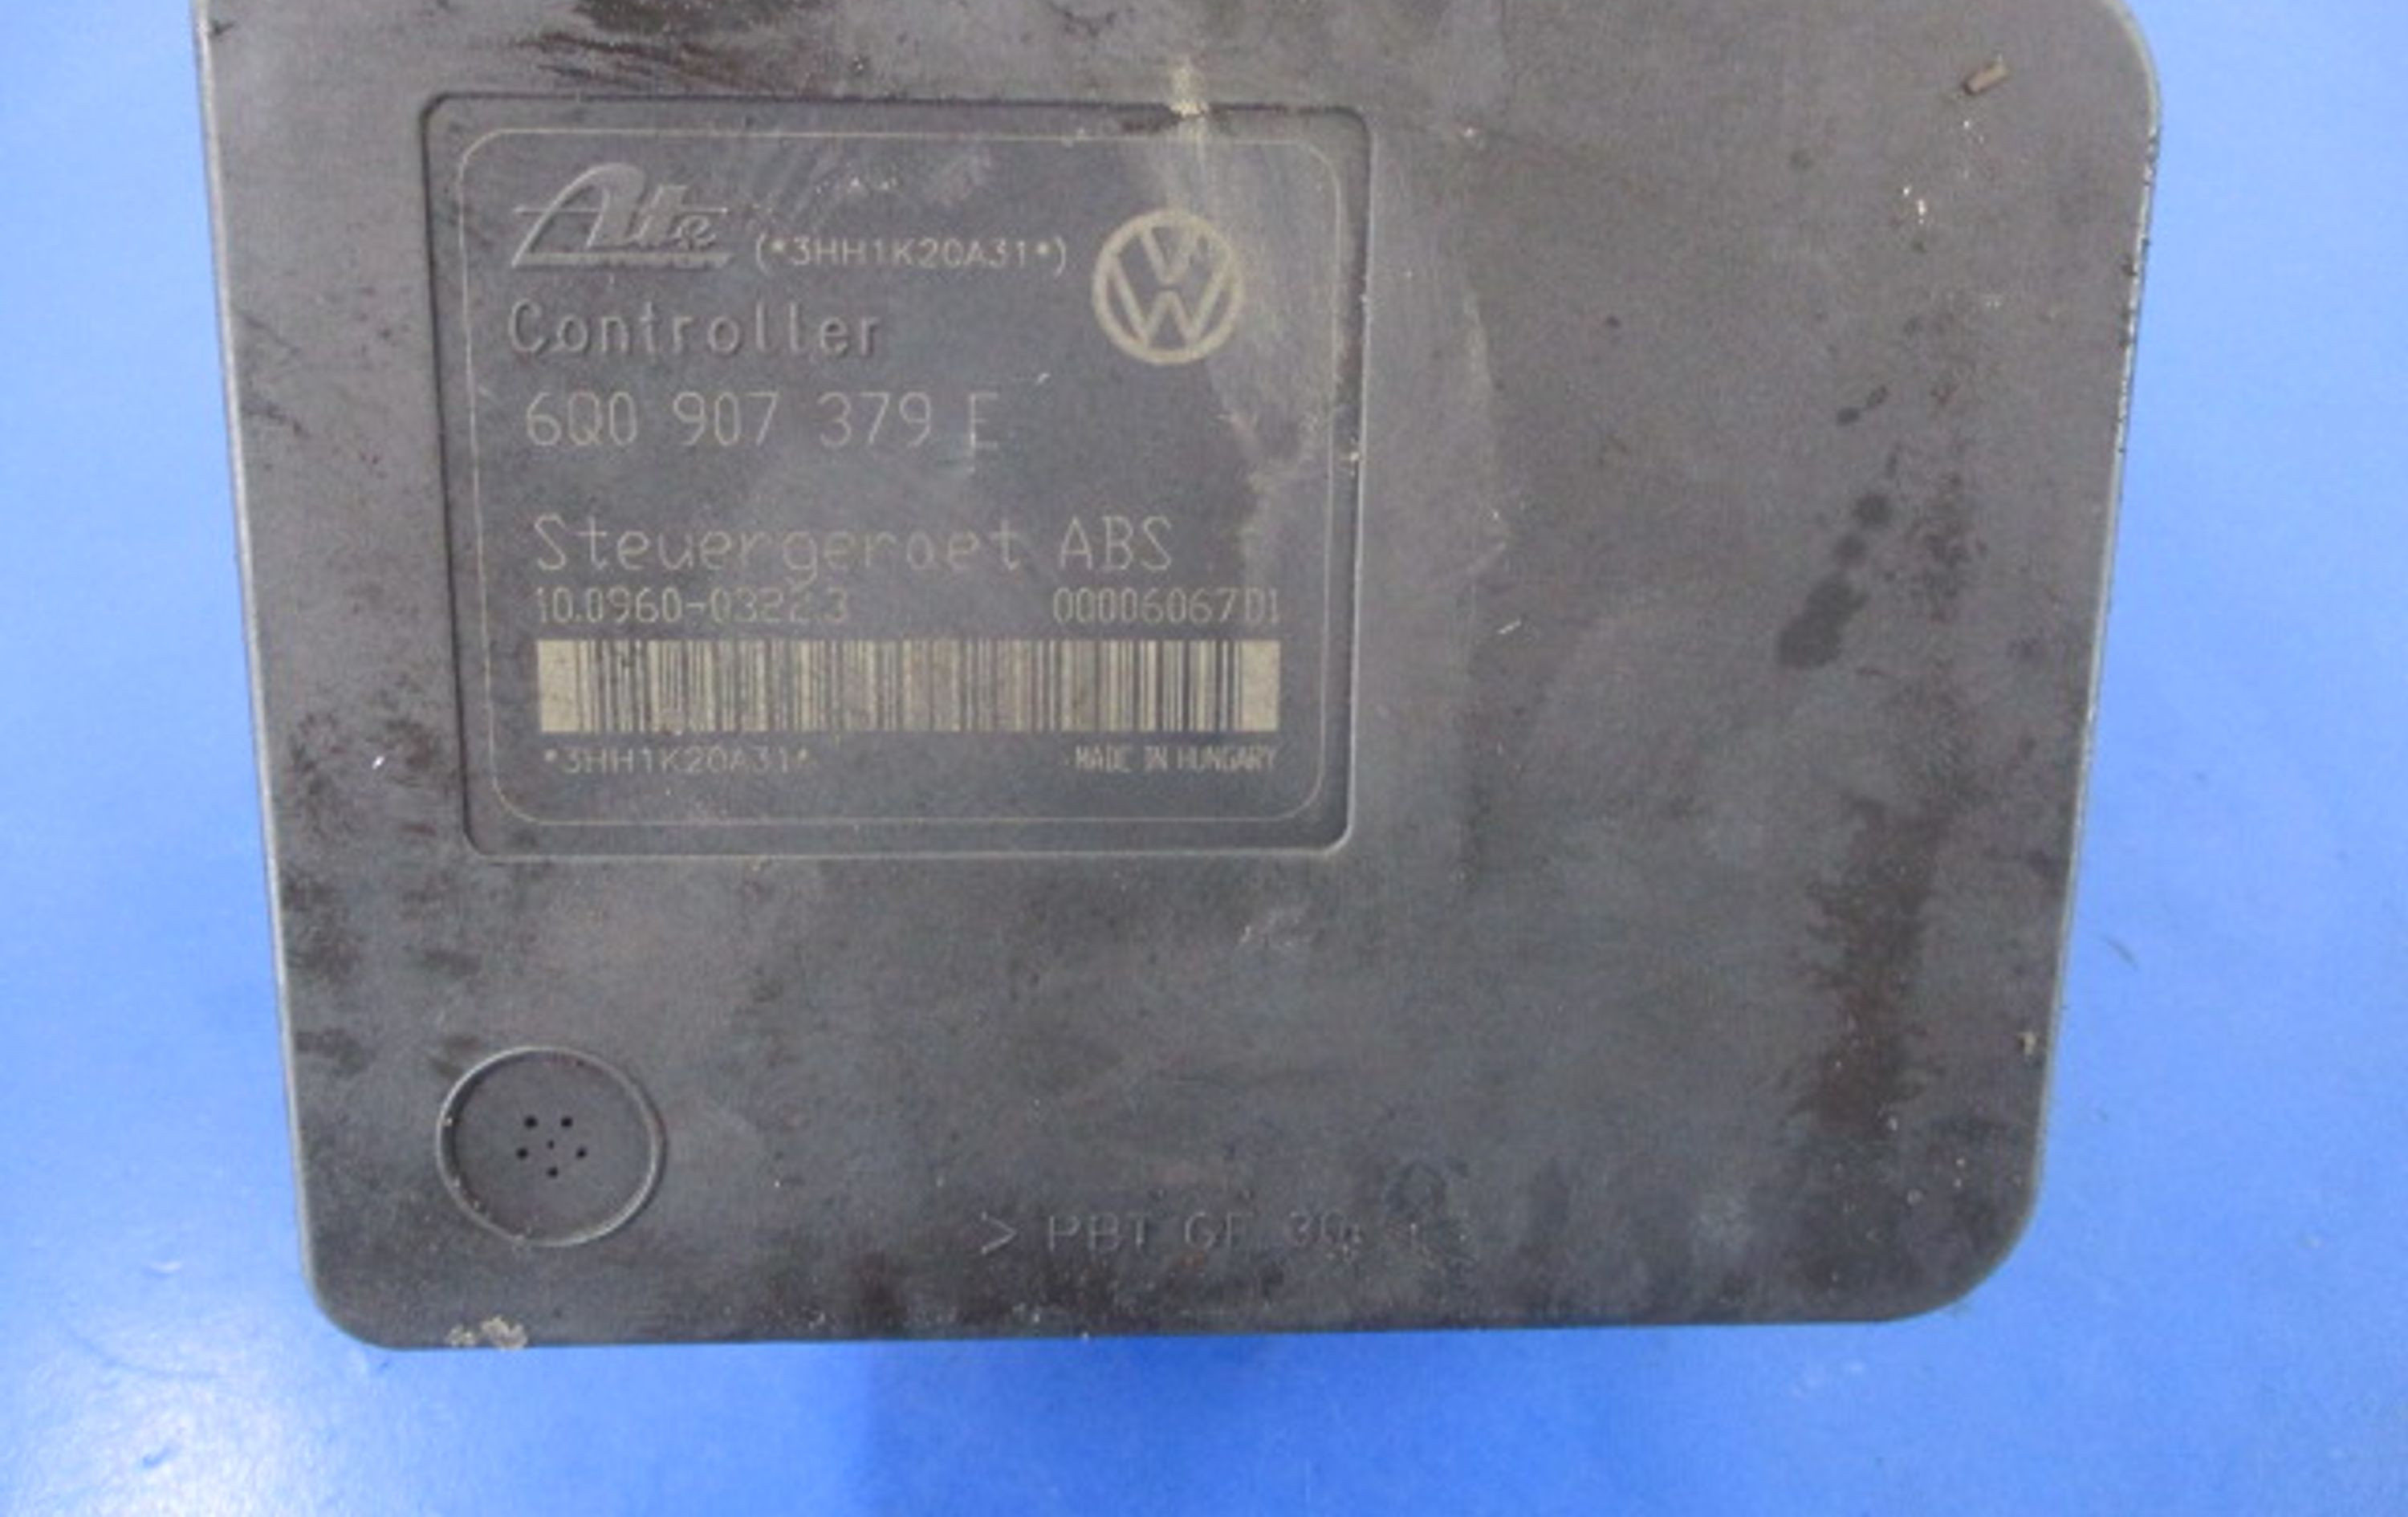 Ate (*3HH1K20A31*)
Controller
6Q0 907 379 E
Steuergeraet ABS
10.0960-0322.3 00006067D1
*3HH1K20A31*
MADE IN HUNGARY
> PBT GF 30